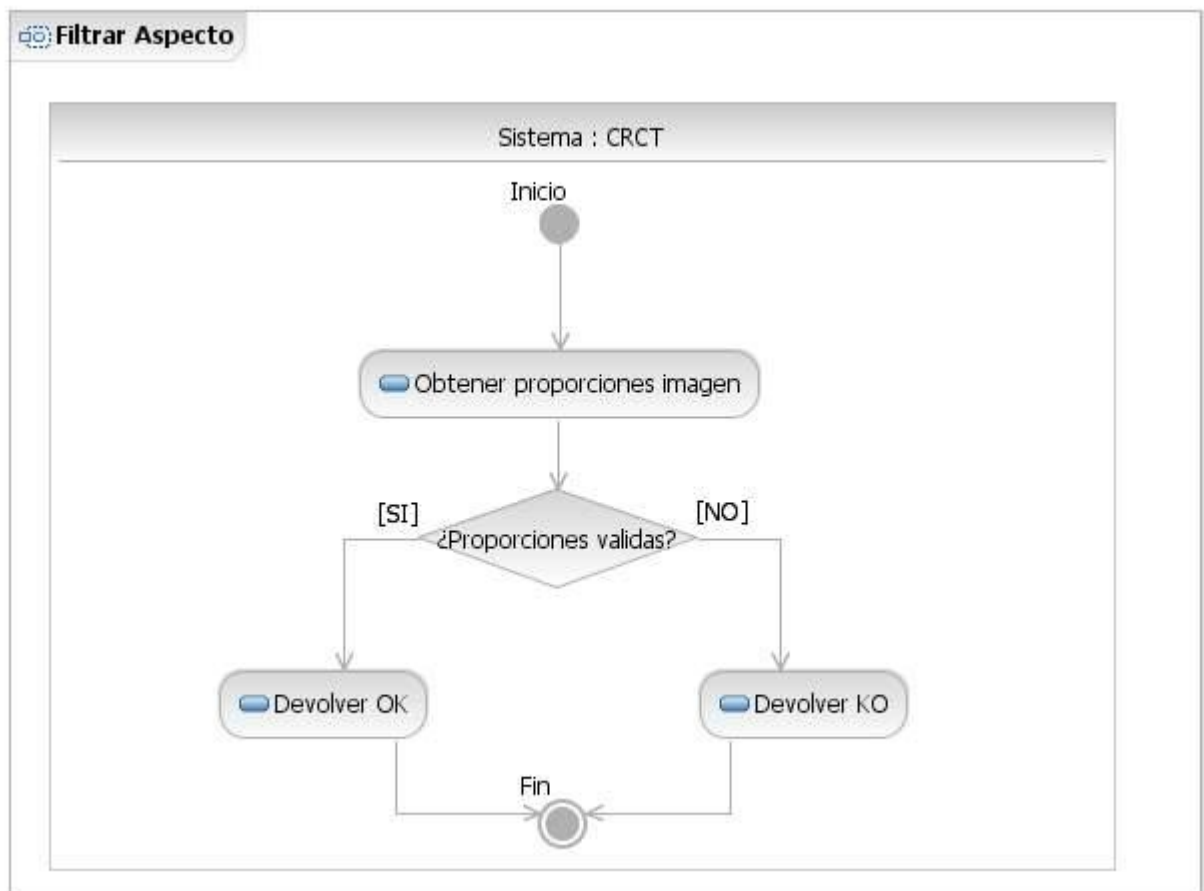 Filtrar Aspecto
Sistema : CRCT
Inicio
Obtener proporciones imagen
[SI]
[NO]
¿Proporciones validas?
Devolver OK
Devolver KO
Fin